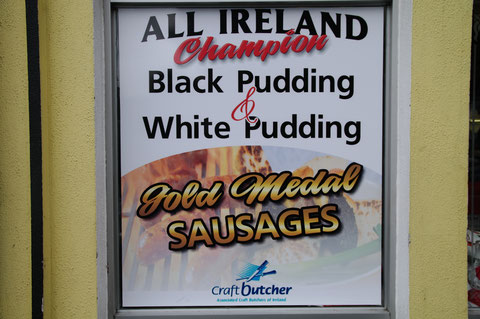 ALL IRELAND
Champion
Black Pudding
&
White Pudding
Gold Medal
SAUSAGES
Craft Butcher
Associated Craft Butchers of Ireland